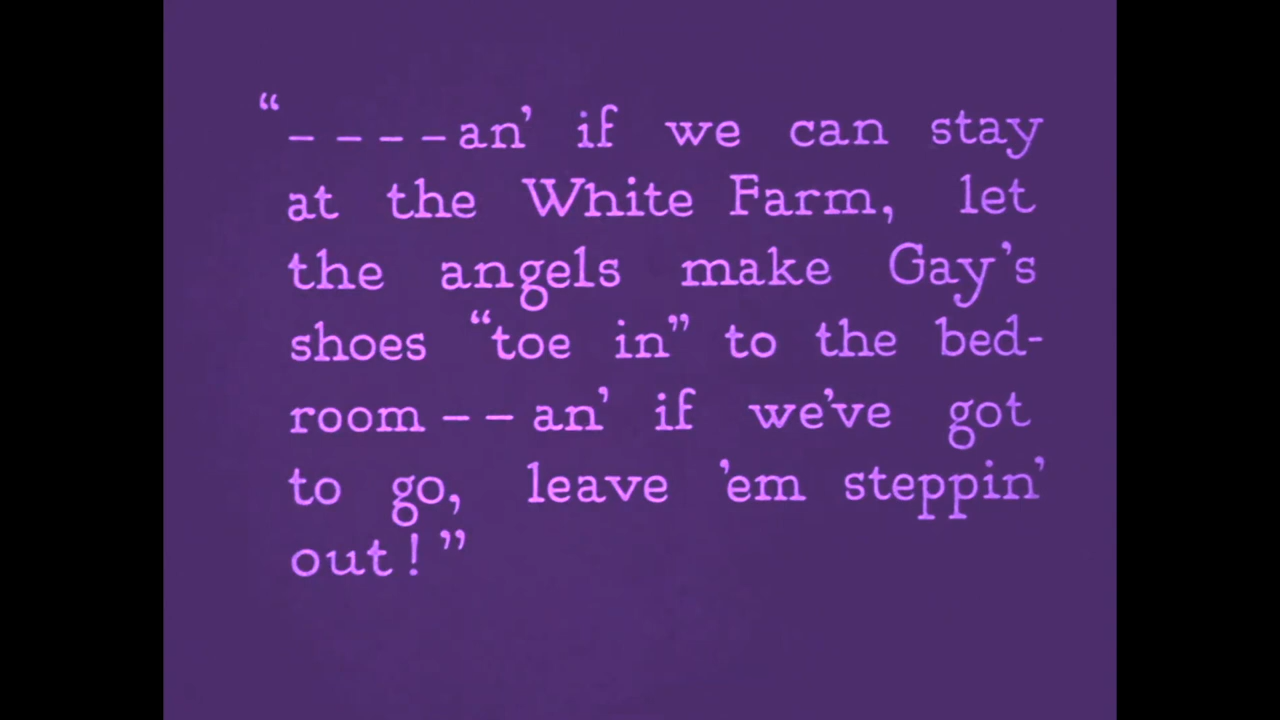 “----an’ if we can stay
at the White Farm, let
the angels make Gay’s
shoes “toe in” to the bed-
room--an’ if we’ve got
to go, leave ’em steppin’
out!”